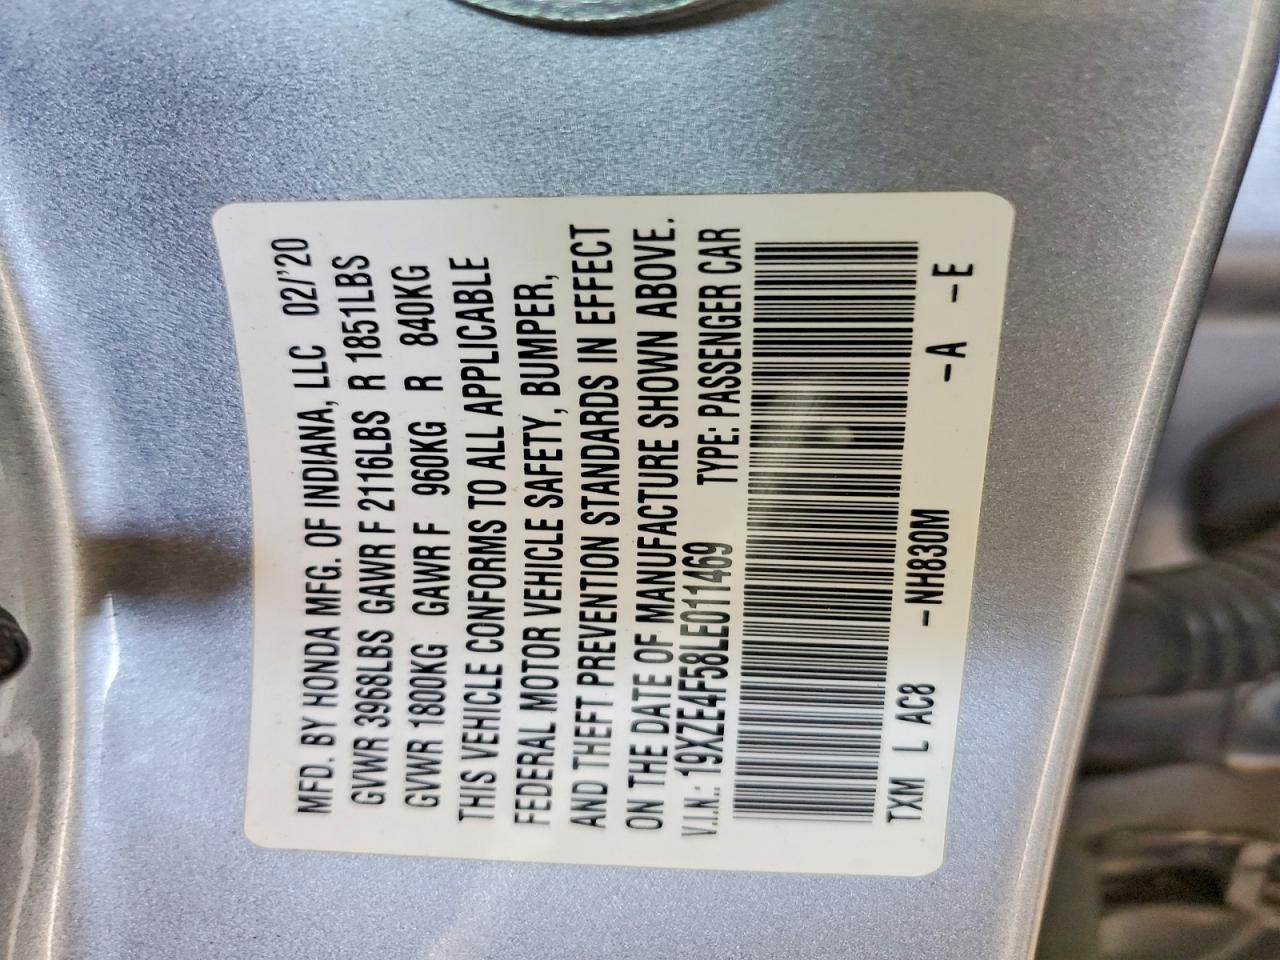 MFD. BY HONDA MFG. OF INDIANA, LLC 02/'20
GVWR 3968LBS GAWR F 2116LBS R 1851LBS
GVWR 1800KG GAWR F 960KG R 840KG
THIS VEHICLE CONFORMS TO ALL APPLICABLE
FEDERAL MOTOR VEHICLE SAFETY, BUMPER,
AND THEFT PREVENTION STANDARDS IN EFFECT
ON THE DATE OF MANUFACTURE SHOWN ABOVE.
V.I.N.: 19XZE4F58LE011469 TYPE: PASSENGER CAR
TXM L AC8 -NH830M -A -E